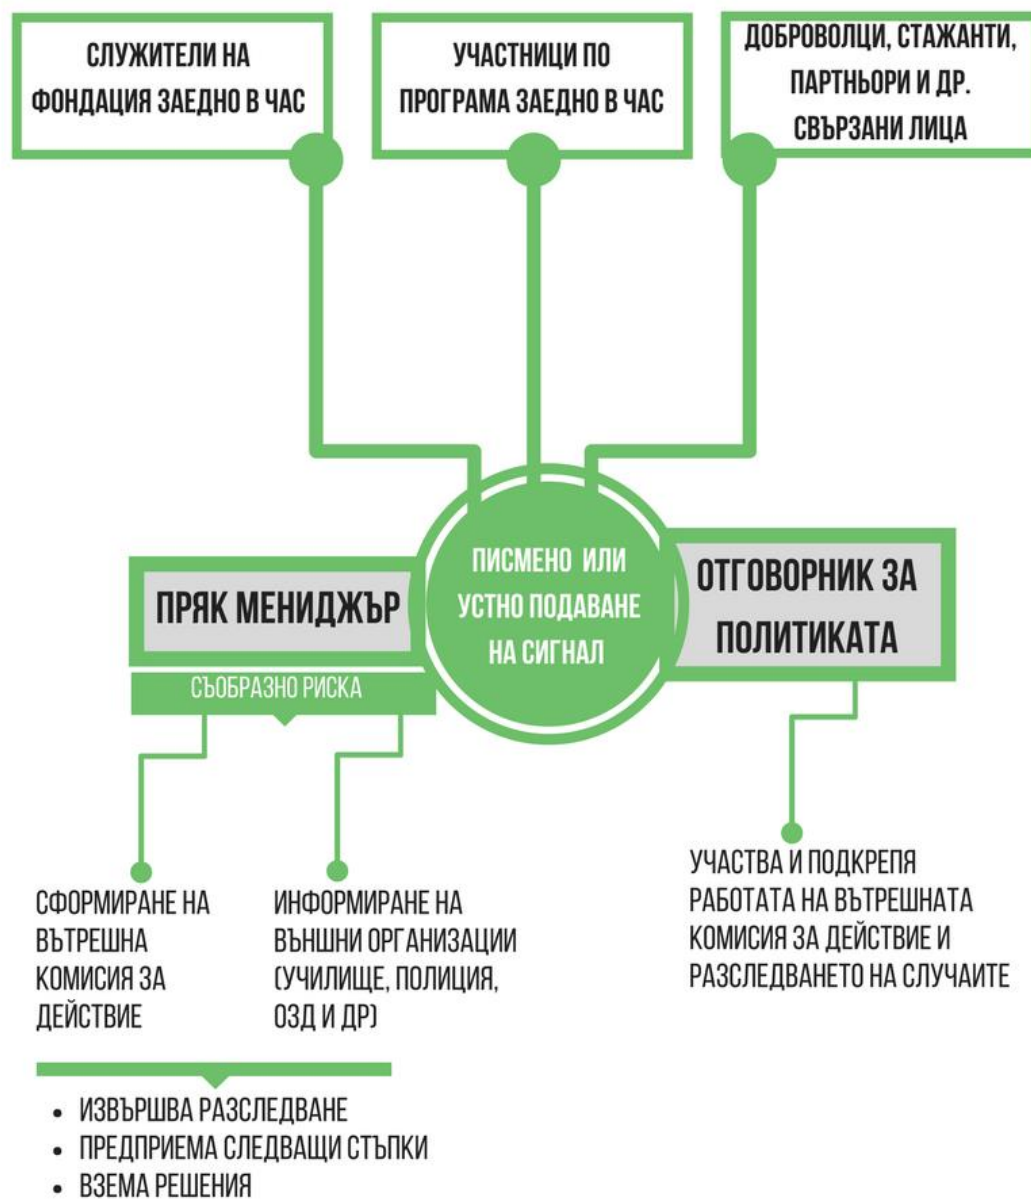 СЛУЖИТЕЛИ НА
ФОНДАЦИЯ ЗАЕДНО В ЧАС
УЧАСТНИЦИ ПО
ПРОГРАМА ЗАЕДНО В ЧАС
ДОБРОВОЛЦИ, СТАЖАНТИ,
ПАРТНЬОРИ И ДР.
СВЪРЗАНИ ЛИЦА
ПРЯК МЕНИДЖЪР
СЪОБРАЗНО РИСКА
ПИСМЕНО ИЛИ
УСТНО ПОДАВАНЕ
НА СИГНАЛ
ОТГОВОРНИК ЗА
ПОЛИТИКАТА
СФОРМИРАНЕ НА
ВЪТРЕШНА
КОМИСИЯ ЗА
ДЕЙСТВИЕ
ИНФОРМИРАНЕ НА
ВЪНШНИ ОРГАНИЗАЦИИ
(УЧИЛИЩЕ, ПОЛИЦИЯ,
ОЗД И ДР)
УЧАСТВА И ПОДКРЕПЯ
РАБОТАТА НА ВЪТРЕШНАТА
КОМИСИЯ ЗА ДЕЙСТВИЕ И
РАЗСЛЕДВАНЕТО НА СЛУЧАИТЕ
• ИЗВЪРШВА РАЗСЛЕДВАНЕ
• ПРЕДПРИЕМА СЛЕДВАЩИ СТЪПКИ
• ВЗЕМА РЕШЕНИЯ